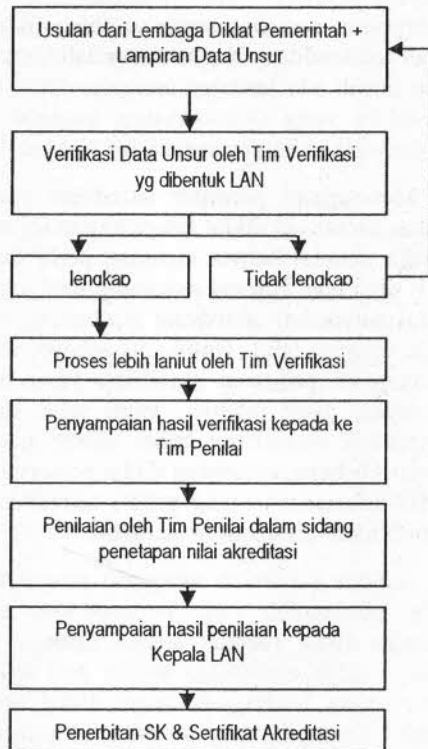 Usulan dari Lembaga Diklat Pemerintah +
Lampiran Data Unsur
Verifikasi Data Unsur oleh Tim Verifikasi
yg dibentuk LAN
lengkap
Tidak lengkap
Proses lebih lanjut oleh Tim Verifikasi
Penyampaian hasil verifikasi kepada ke
Tim Penilai
Penilaian oleh Tim Penilai dalam sidang
penetapan nilai akreditasi
Penyampaian hasil penilaian kepada
Kepala LAN
Penerbitan SK & Sertifikat Akreditasi